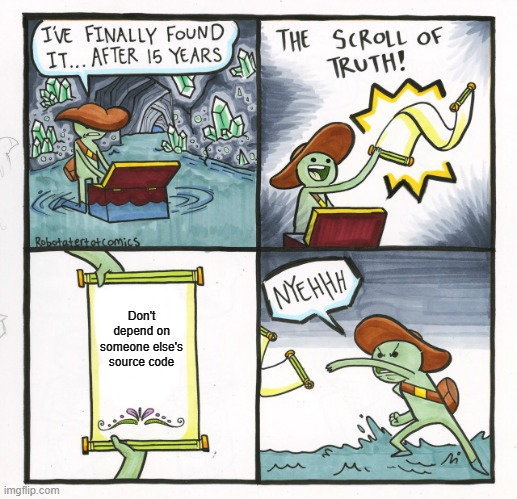 I'VE FINALLY FOUND
IT... AFTER 15 YEARS
Robotatertotcomics
THE SCROLL OF
TRUTH!
Don't
depend on
someone else's
source code
NYEHHH
imgflip.com